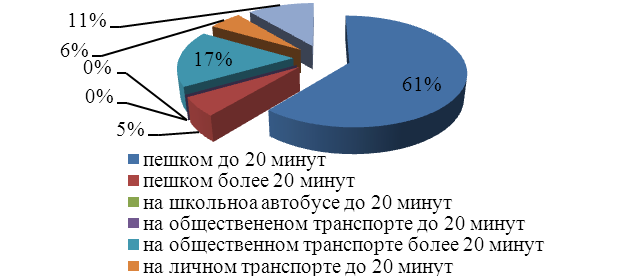 11%
6%
0%
17%
0%
61%
5%
пешком до 20 минут
пешком более 20 минут
на школьноа автобусе до 20 минут
на общественеом транспорте до 20 минут
на общественном транспорте более 20 минут
на личном транспорте до 20 минут